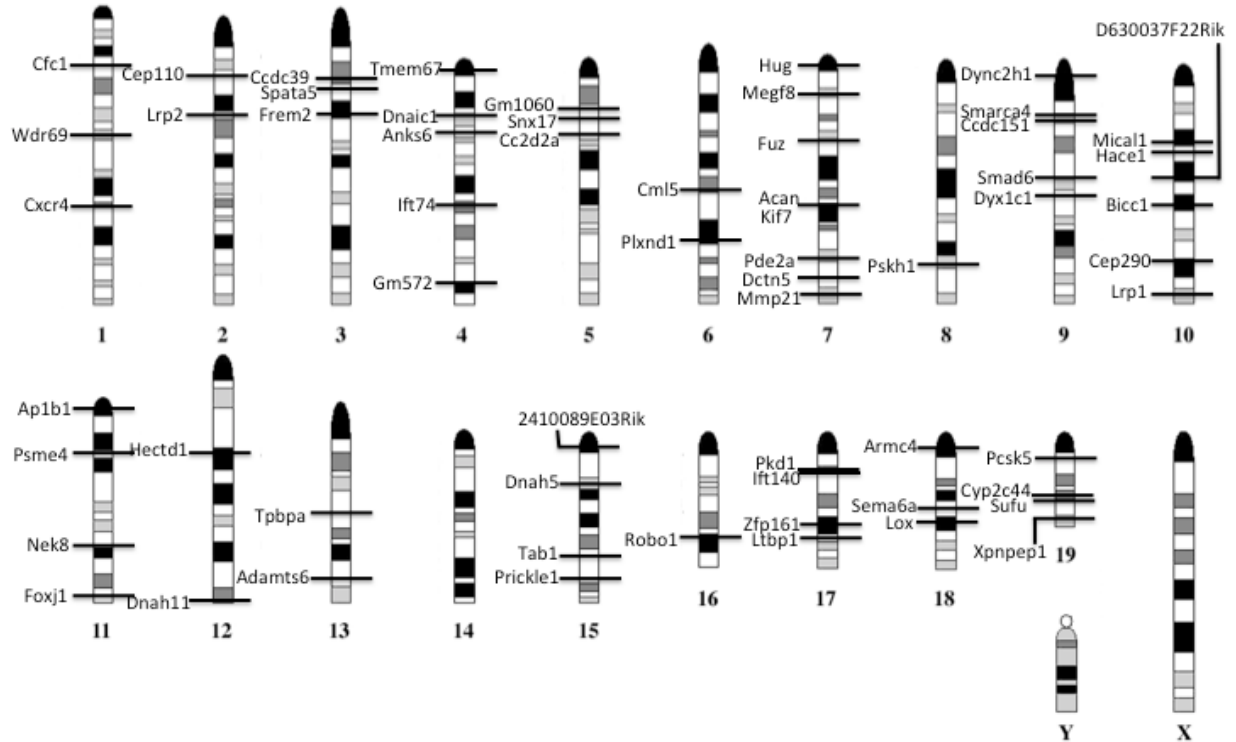 D630037F22Rik
Cfc1
Wdr69
Cxcr4
1
Cep110
Lrp2
2
Ccdc39
Spata5
Frem2
3
Tmem67
Dnaic1
Anks6
Ift74
Gm572
4
Gm1060
Snx17
Cc2d2a
5
Cml5
Plxnd1
6
Hug
Megf8
Fuz
Acan
Kif7
Pde2a
Dctn5
Mmp21
7
Pskh1
8
Dync2h1
Smarca4
Ccdc151
Smad6
Dyx1c1
9
Mical1
Hace1
Bicc1
Cep290
Lrp1
10
Ap1b1
Psme4
Nek8
Foxj1
11
Hectd1
Dnah11
12
Tpbpa
Adamts6
13
14
2410089E03Rik
Dnah5
Tab1
Prickle1
15
Robo1
16
Pkd1
Ift140
Zfp161
Ltbp1
17
Armc4
Sema6a
Lox
18
Pcsk5
Cyp2c44
Sufu
Xpnpep1
19
Y
X